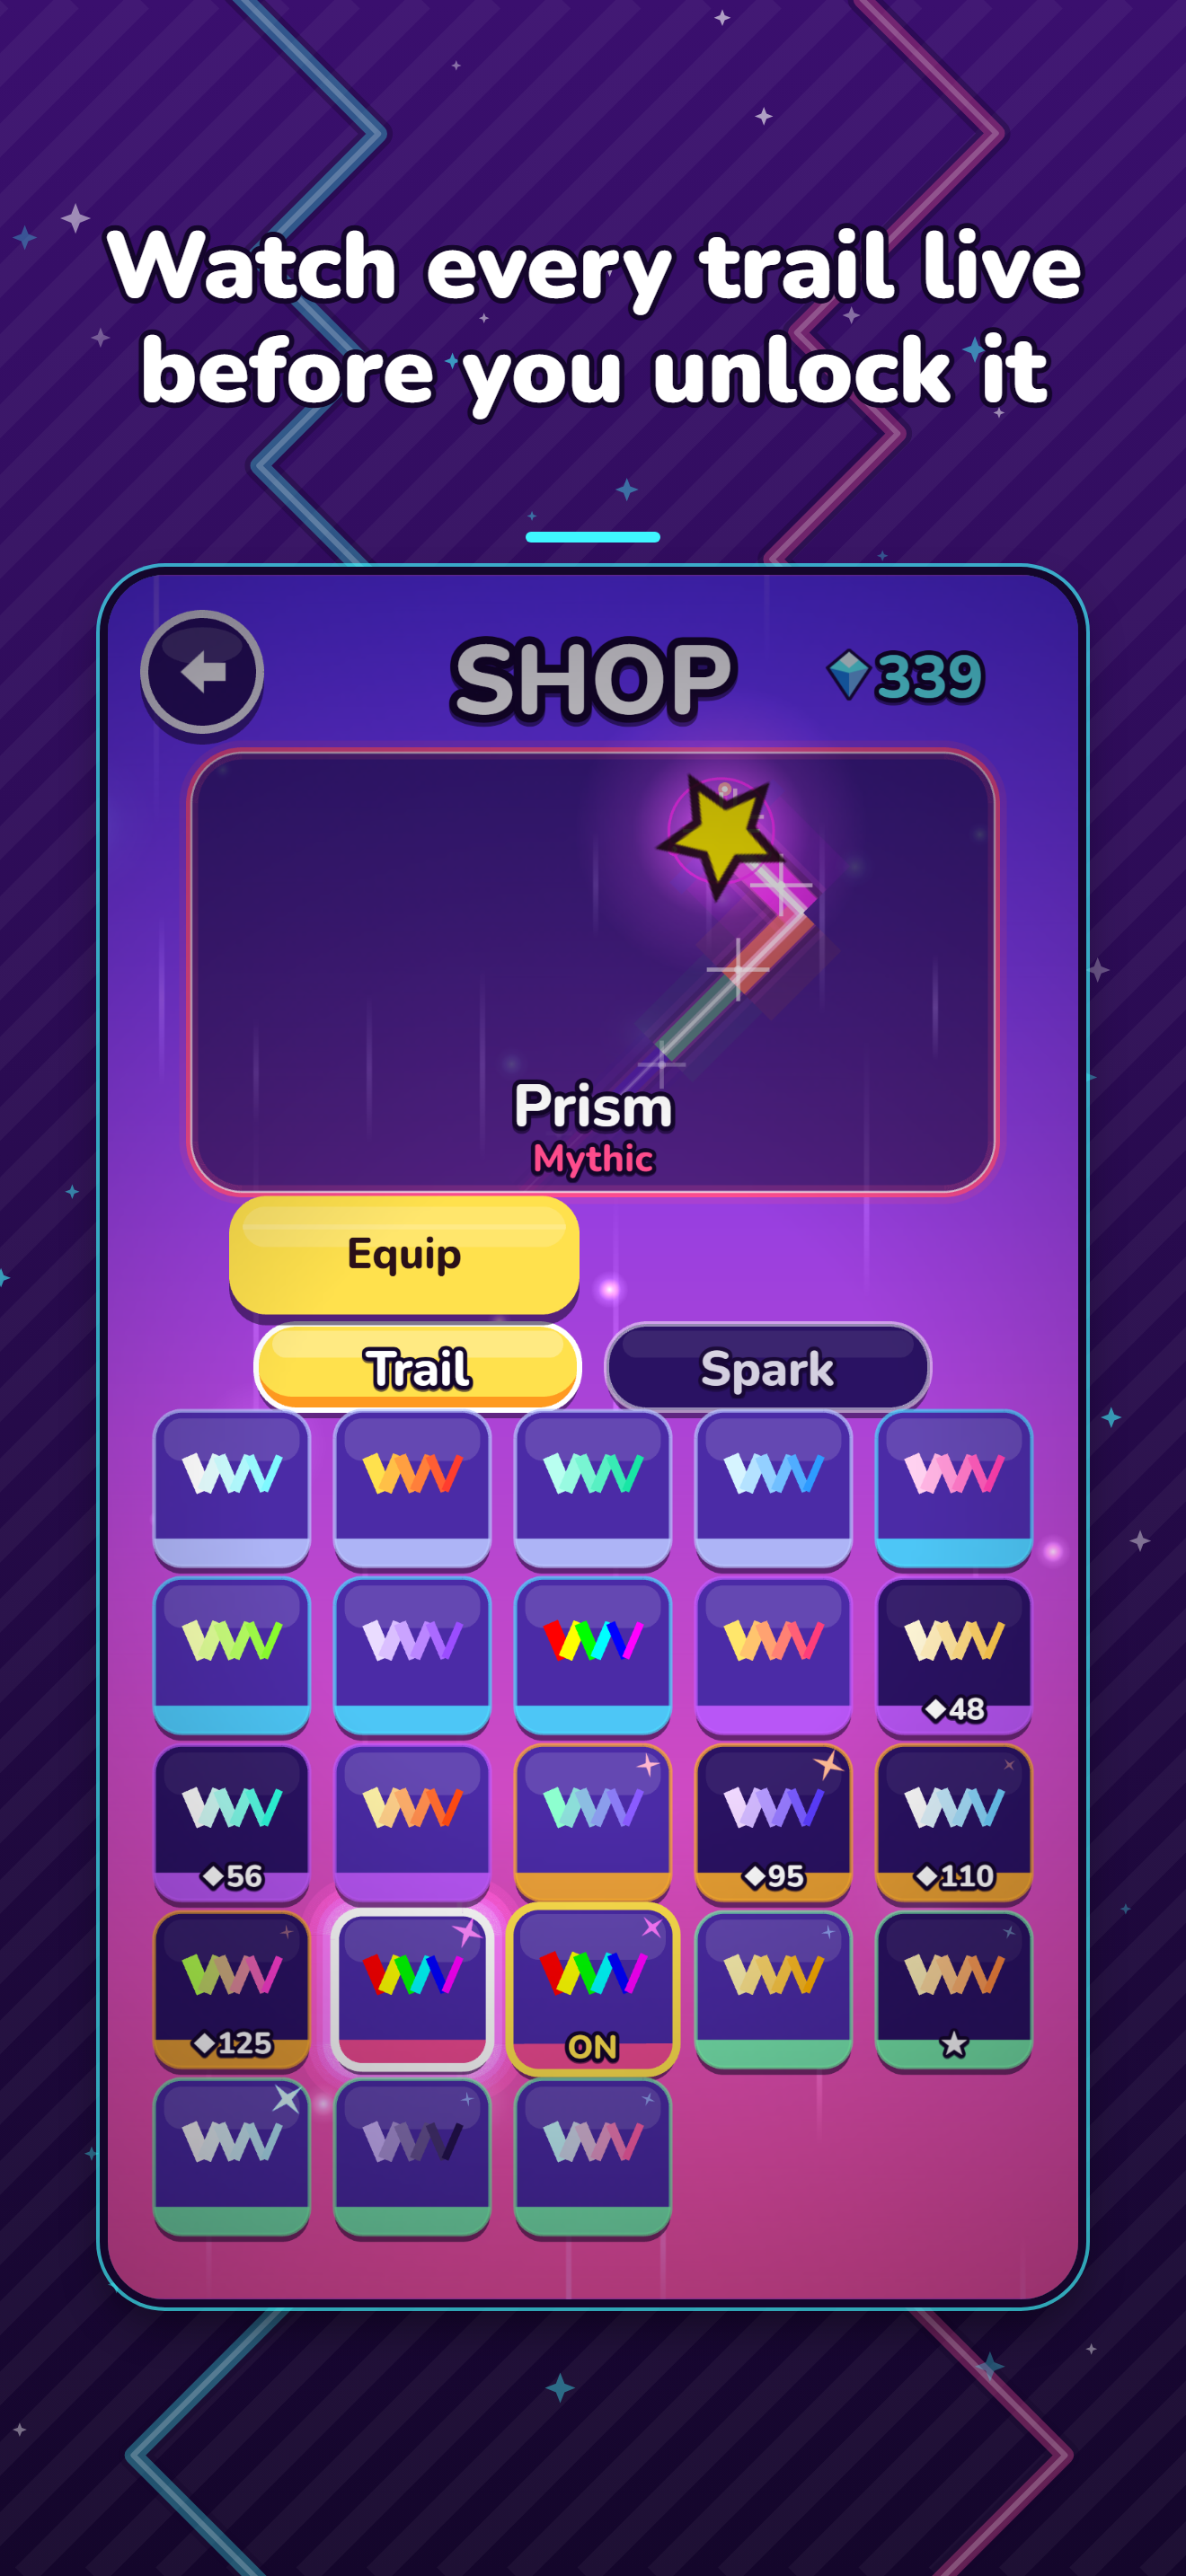 Watch every trail live
before you unlock it
SHOP
339
Prism
Mythic
Equip
Trail
Spark
48
56
95
110
125
ON